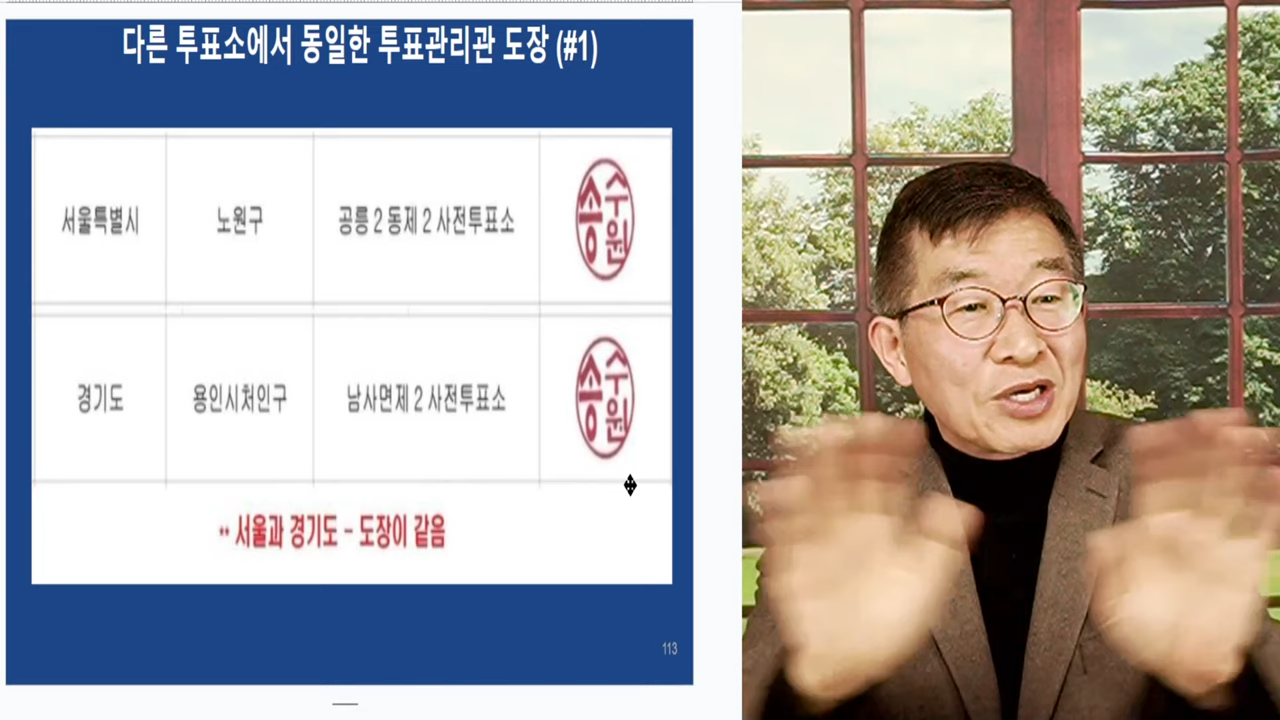 다른 투표소에서 동일한 투표관리관 도장 (#1)
서울특별시 노원구 공릉 2 동제 2 사전투표소 송수원
경기도 용인시처인구 남사면제 2 사전투표소 송수원
·· 서울과 경기도 - 도장이 같음
113